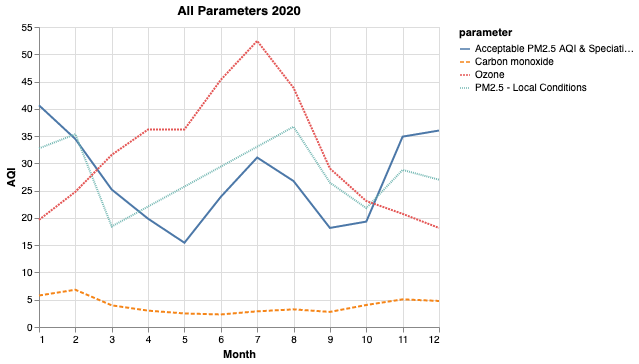 All Parameters 2020
55
50
45
40
35
30
25
20
15
10
5
0
AQI
1 2 3 4 5 6 7 8 9 10 11 12
Month
parameter
Acceptable PM2.5 AQI & Speciati…
Carbon monoxide
Ozone
PM2.5 - Local Conditions